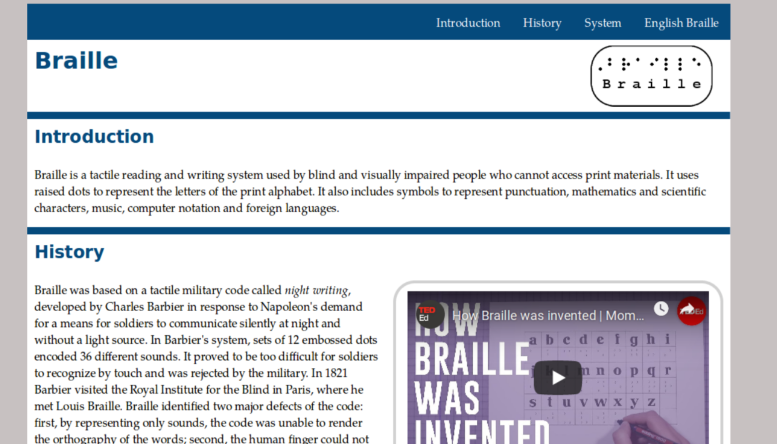 Introduction History System English Braille
Braille
⠠⠃⠗⠁⠊⠇⠇⠑
Braille
Introduction
Braille is a tactile reading and writing system used by blind and visually impaired people who cannot access print materials. It uses
raised dots to represent the letters of the print alphabet. It also includes symbols to represent punctuation, mathematics and scientific
characters, music, computer notation and foreign languages.
History
Braille was based on a tactile military code called night writing,
developed by Charles Barbier in response to Napoleon's demand
for a means for soldiers to communicate silently at night and
without a light source. In Barbier's system, sets of 12 embossed dots
encoded 36 different sounds. It proved to be too difficult for soldiers
to recognize by touch and was rejected by the military. In 1821
Barbier visited the Royal Institute for the Blind in Paris, where he
met Louis Braille. Braille identified two major defects of the code:
first, by representing only sounds, the code was unable to render
the orthography of the words; second, the human finger could not
TED
Ed
How Braille was invented | Mom...
HOW
BRAILLE
WAS
INVENTED
a b c d e f g h i
m n o p q r
s t u v w x y z